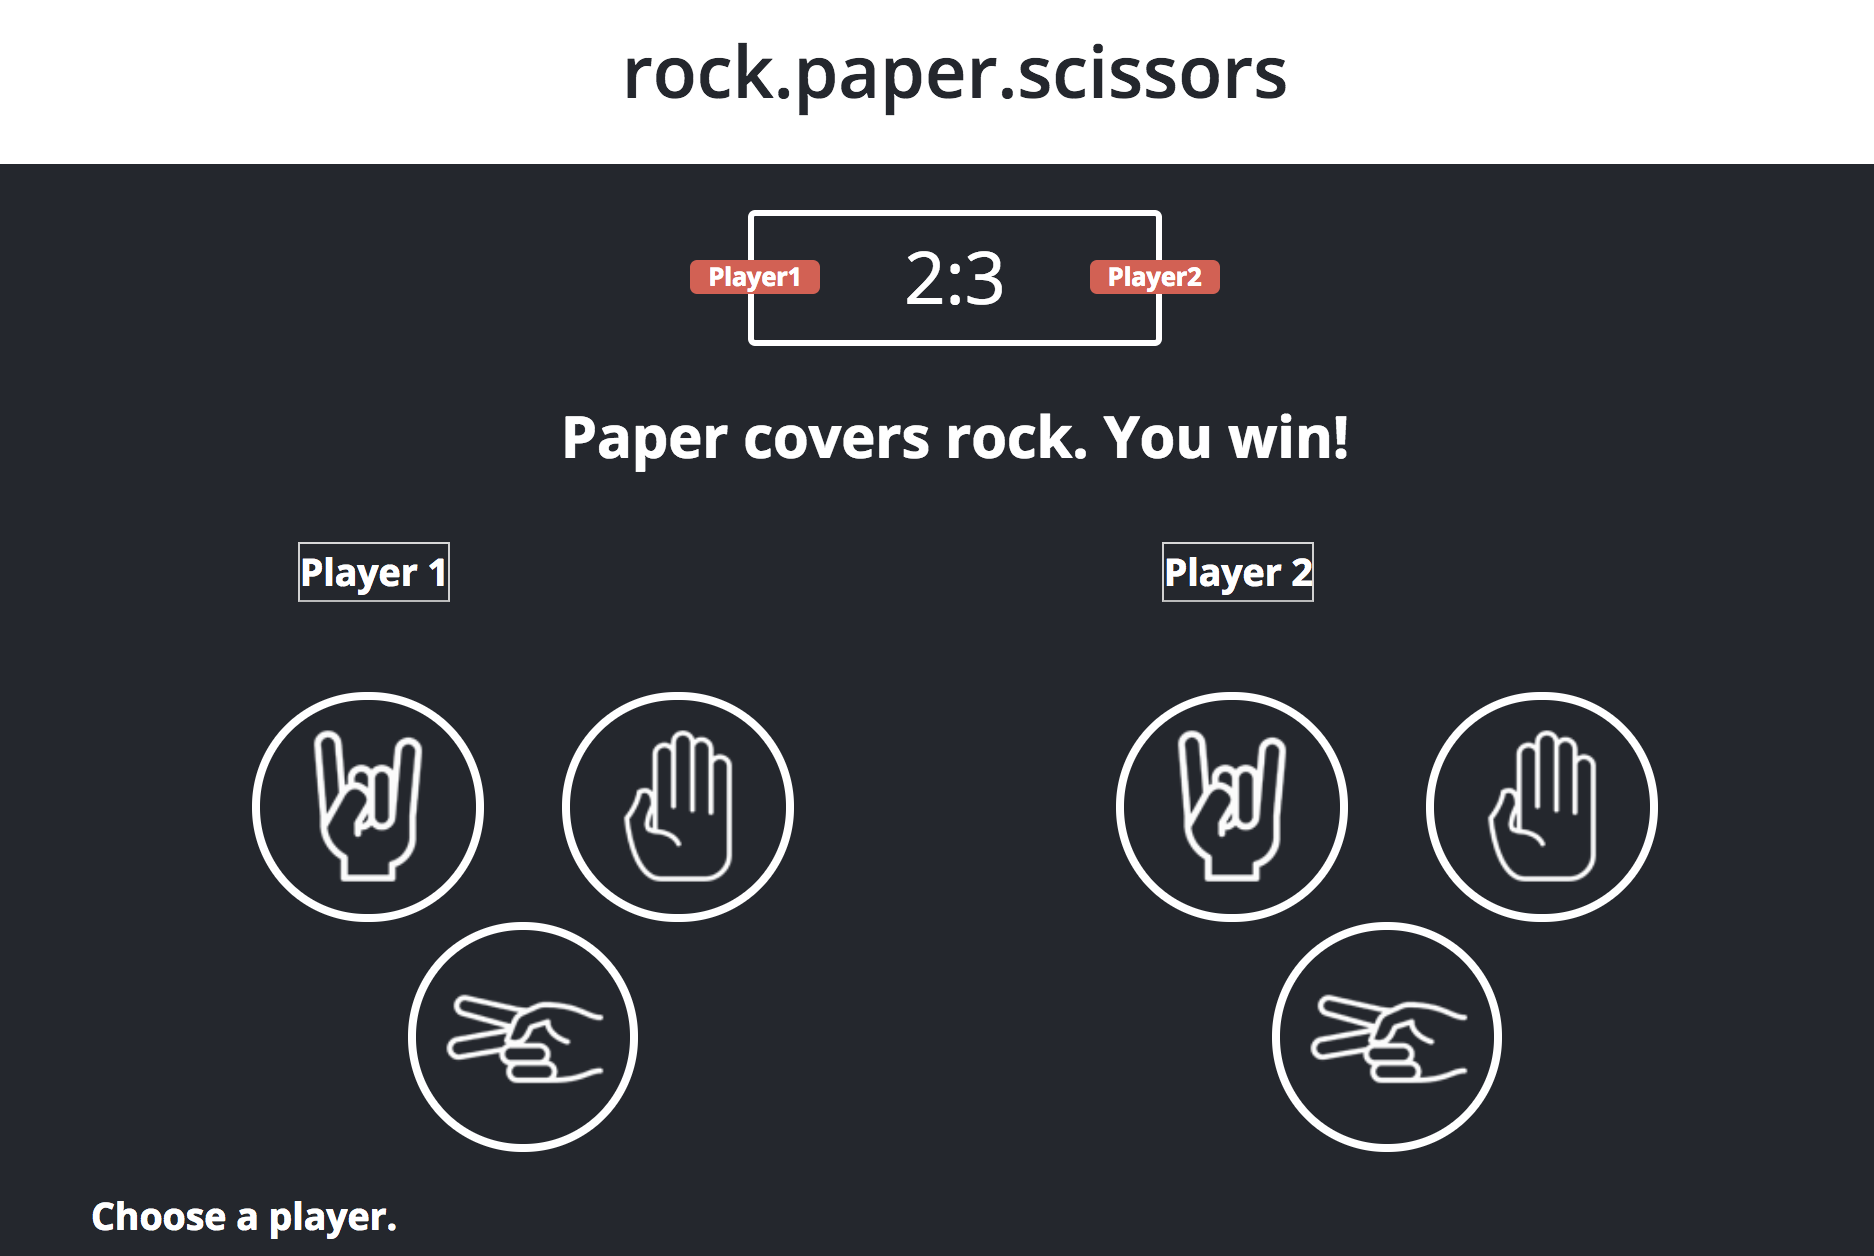 rock.paper.scissors
Player1 2:3 Player2
Paper covers rock. You win!
Player 1 Player 2
Choose a player.